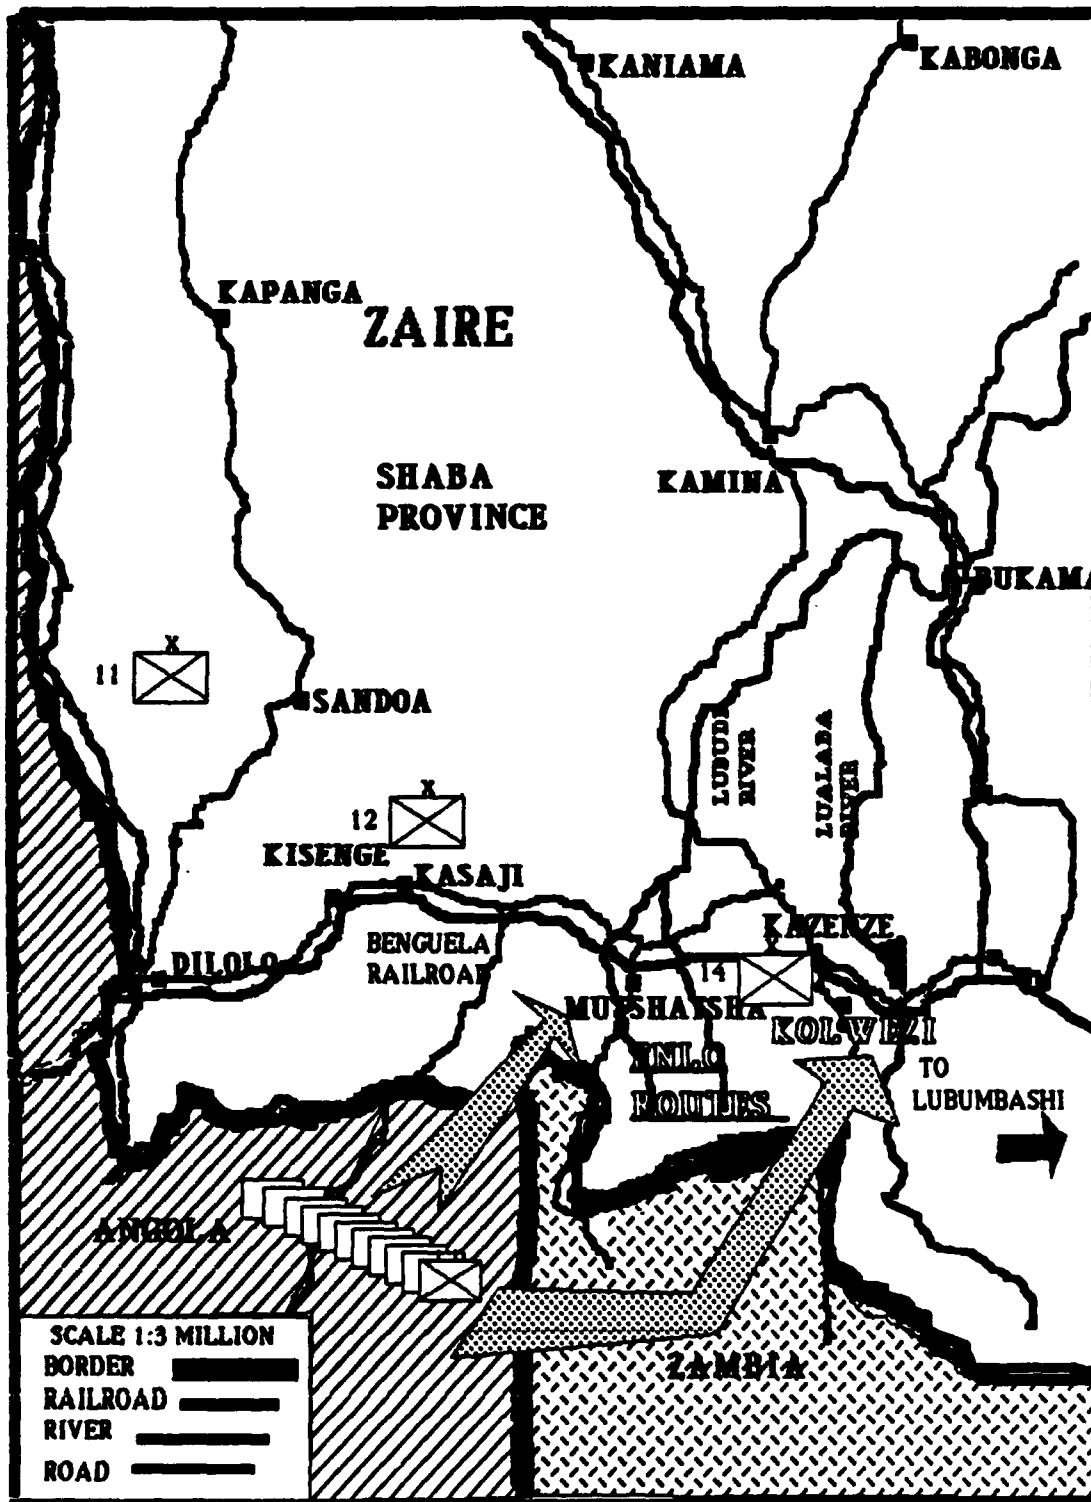 KANIAMA
KABONGA
KAPANGA
ZAIRE
SHABA
PROVINCE
KAMINA
BUKAMA
X
11
SANDOA
LUALABA
RIVER
RIVER
X
12
KISENGE
KASAJI
BENGUELA
RAILROAD
DILOLO
KAZENZE
14
MUTSHATSHA
KOLWEZI
FNLC
ROUTES
TO
LUBUMBASHI
ANGOLA
ZAMBIA
SCALE 1:3 MILLION
BORDER
RAILROAD
RIVER
ROAD